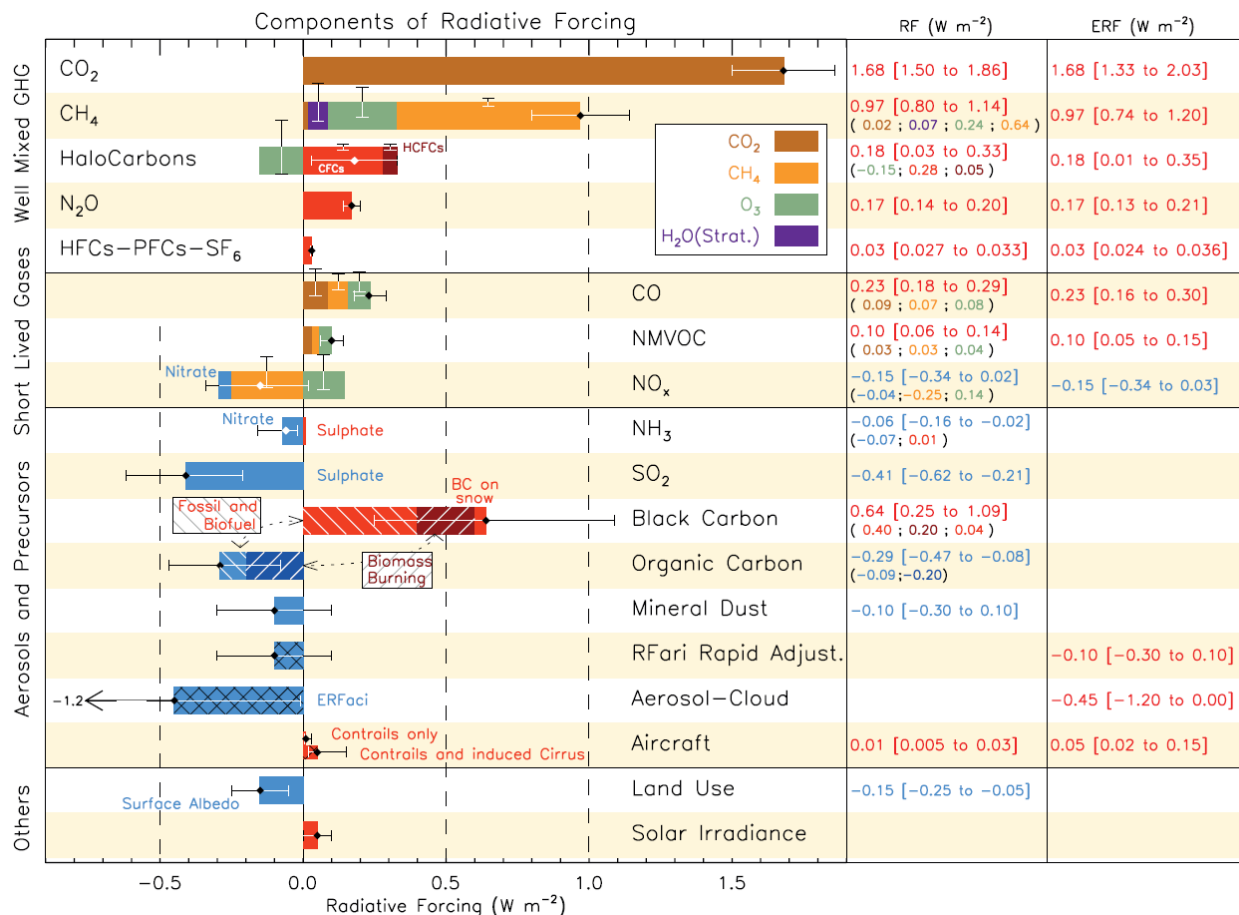 Components of Radiative Forcing
RF (W m−2)
ERF (W m−2)
Well Mixed GHG
CO2
1.68 [1.50 to 1.86]
1.68 [1.33 to 2.03]
CH4
0.97 [0.80 to 1.14]
( 0.02 ; 0.07 ; 0.24 ; 0.64 )
0.97 [0.74 to 1.20]
HaloCarbons
CFCs
HCFCs
0.18 [0.03 to 0.33]
(−0.15; 0.28 ; 0.05 )
0.18 [0.01 to 0.35]
N2O
0.17 [0.14 to 0.20]
0.17 [0.13 to 0.21]
HFCs−PFCs−SF6
0.03 [0.027 to 0.033]
0.03 [0.024 to 0.036]
CO2
CH4
O3
H2O(Strat.)
Short Lived Gases
CO
0.23 [0.18 to 0.29]
( 0.09 ; 0.07 ; 0.08 )
0.23 [0.16 to 0.30]
NMVOC
0.10 [0.06 to 0.14]
( 0.03 ; 0.03 ; 0.04 )
0.10 [0.05 to 0.15]
Nitrate
NOx
−0.15 [−0.34 to 0.02]
(−0.04;−0.25 ; 0.14 )
−0.15 [−0.34 to 0.03]
Aerosols and Precursors
Nitrate
Sulphate
NH3
−0.06 [−0.16 to −0.02]
(−0.07; 0.01 )
Sulphate
SO2
−0.41 [−0.62 to −0.21]
Fossil and
Biofuel
BC on
snow
Black Carbon
0.64 [0.25 to 1.09]
( 0.40 ; 0.20 ; 0.04 )
Biomass
Burning
Organic Carbon
−0.29 [−0.47 to −0.08]
(−0.09;−0.20)
Mineral Dust
−0.10 [−0.30 to 0.10]
RFari Rapid Adjust.
−0.10 [−0.30 to 0.10]
−1.2
ERFaci
Aerosol−Cloud
−0.45 [−1.20 to 0.00]
Contrails only
Contrails and induced Cirrus
Aircraft
0.01 [0.005 to 0.03]
0.05 [0.02 to 0.15]
Others
Surface Albedo
Land Use
−0.15 [−0.25 to −0.05]
Solar Irradiance
−0.5 0.0 0.5 1.0 1.5
Radiative Forcing (W m−2)